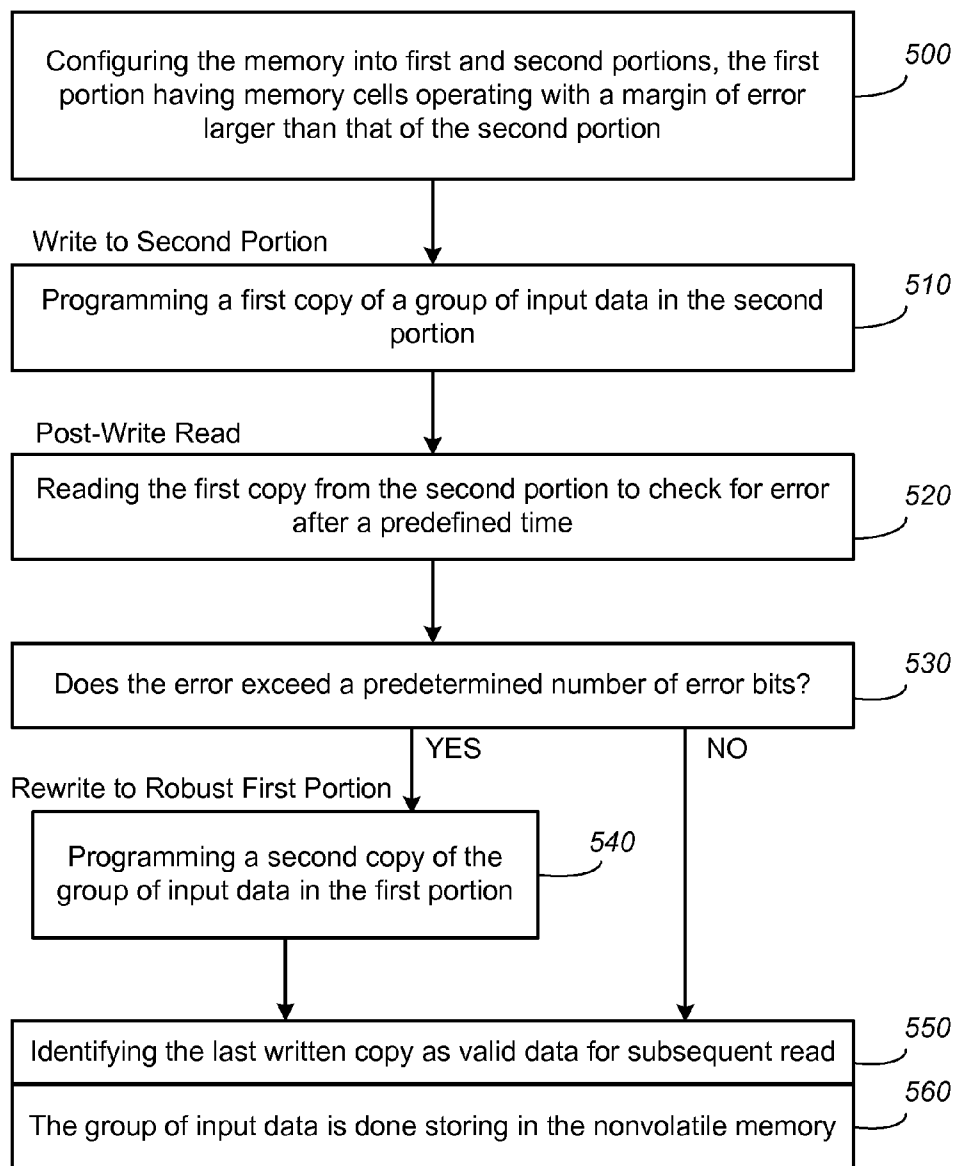 Configuring the memory into first and second portions, the first
portion having memory cells operating with a margin of error
larger than that of the second portion
500
Write to Second Portion
Programming a first copy of a group of input data in the second
portion
510
Post-Write Read
Reading the first copy from the second portion to check for error
after a predefined time
520
Does the error exceed a predetermined number of error bits?
530
YES
NO
Rewrite to Robust First Portion
Programming a second copy of the
group of input data in the first portion
540
Identifying the last written copy as valid data for subsequent read
550
The group of input data is done storing in the nonvolatile memory
560